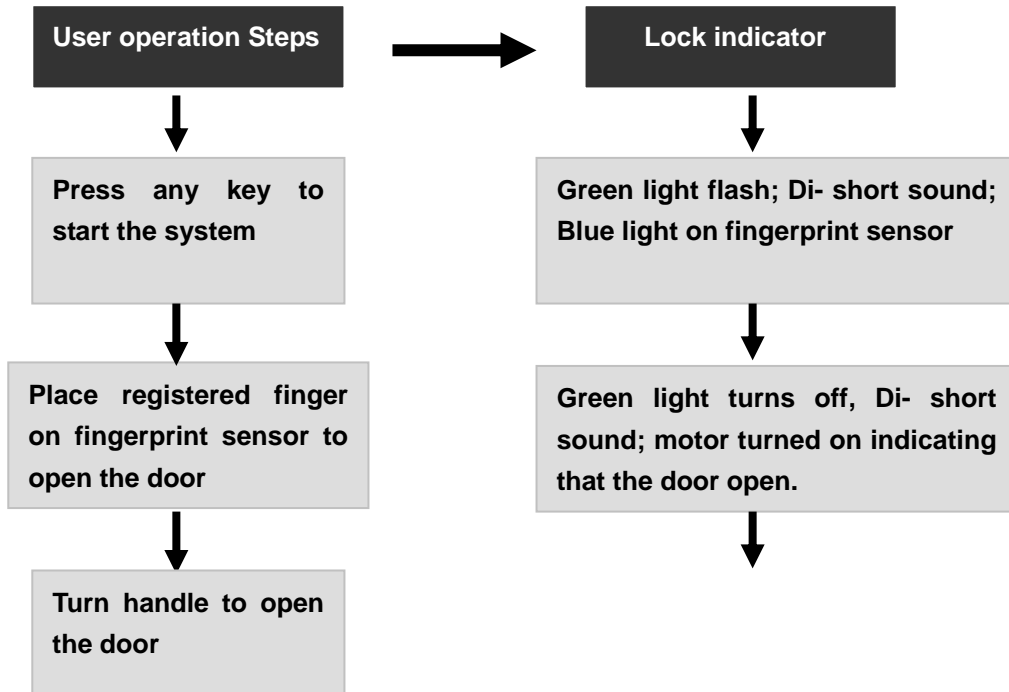 User operation Steps
Lock indicator
Press any key to
start the system
Green light flash; Di- short sound;
Blue light on fingerprint sensor
Place registered finger
on fingerprint sensor to
open the door
Green light turns off, Di- short
sound; motor turned on indicating
that the door open.
Turn handle to open
the door